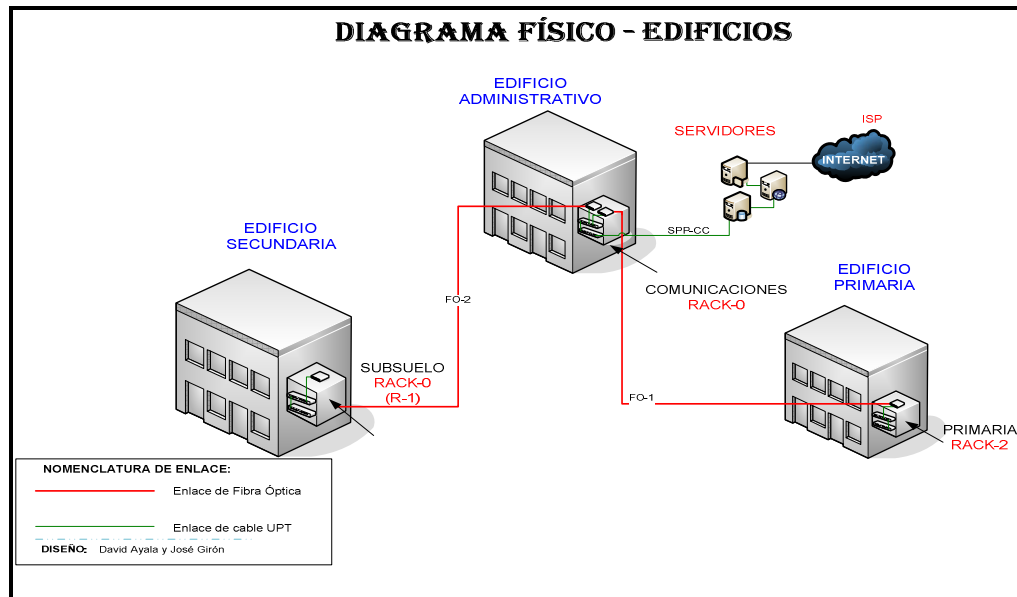 DIAGRAMA FÍSICO - EDIFICIOS
EDIFICIO
ADMINISTRATIVO
SERVIDORES
ISP
INTERNET
EDIFICIO
SECUNDARIA
SPP-CC
EDIFICIO
PRIMARIA
COMUNICACIONES
RACK-0
FO-2
SUBSUELO
RACK-0
(R-1)
FO-1
PRIMARIA
RACK-2
NOMENCLATURA DE ENLACE:
Enlace de Fibra Óptica
Enlace de cable UPT
DISEÑO: David Ayala y José Girón